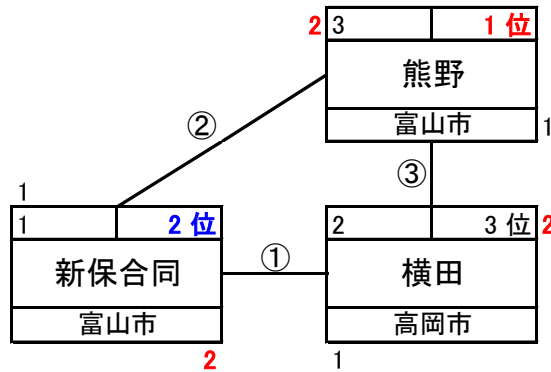 2 3 1 位
熊野
富山市 1
②
③
1
1 2 位
新保合同
富山市
2
①
2 3 位 2
横田
高岡市
1